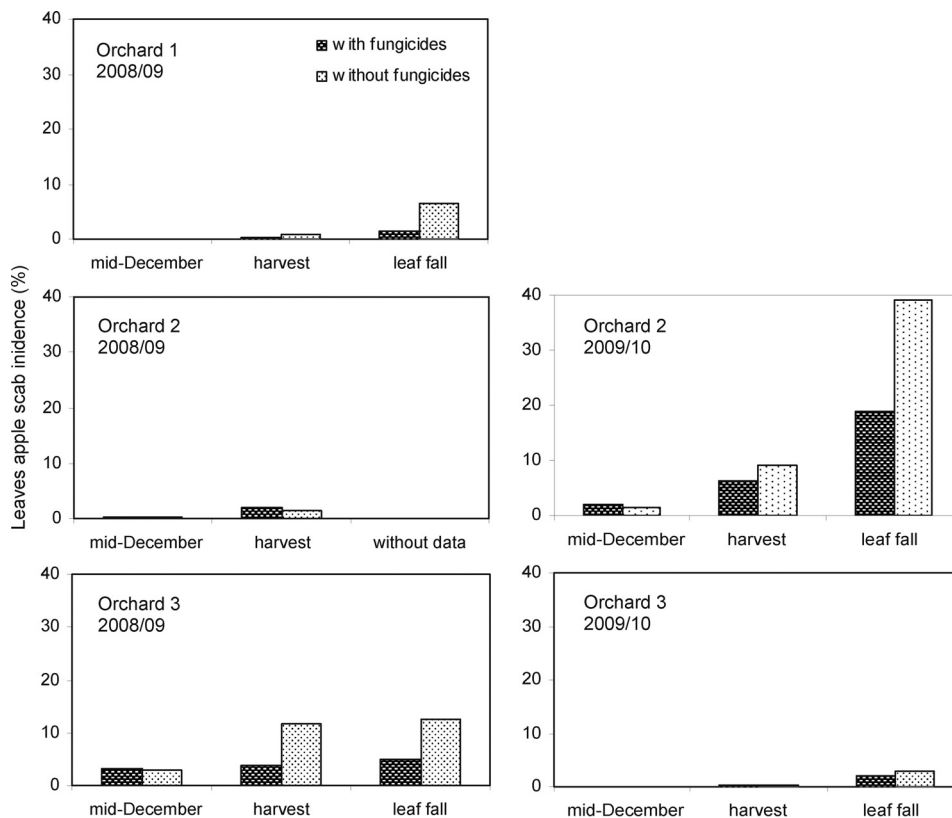 Leaves apple scab inidence (%)
40
30
20
10
0
Orchard 1
2008/09
with fungicides
without fungicides
mid-December harvest leaf fall
40
30
20
10
0
Orchard 2
2008/09
mid-December harvest without data
40
30
20
10
0
Orchard 2
2009/10
mid-December harvest leaf fall
40
30
20
10
0
Orchard 3
2008/09
mid-December harvest leaf fall
40
30
20
10
0
Orchard 3
2009/10
mid-December harvest leaf fall